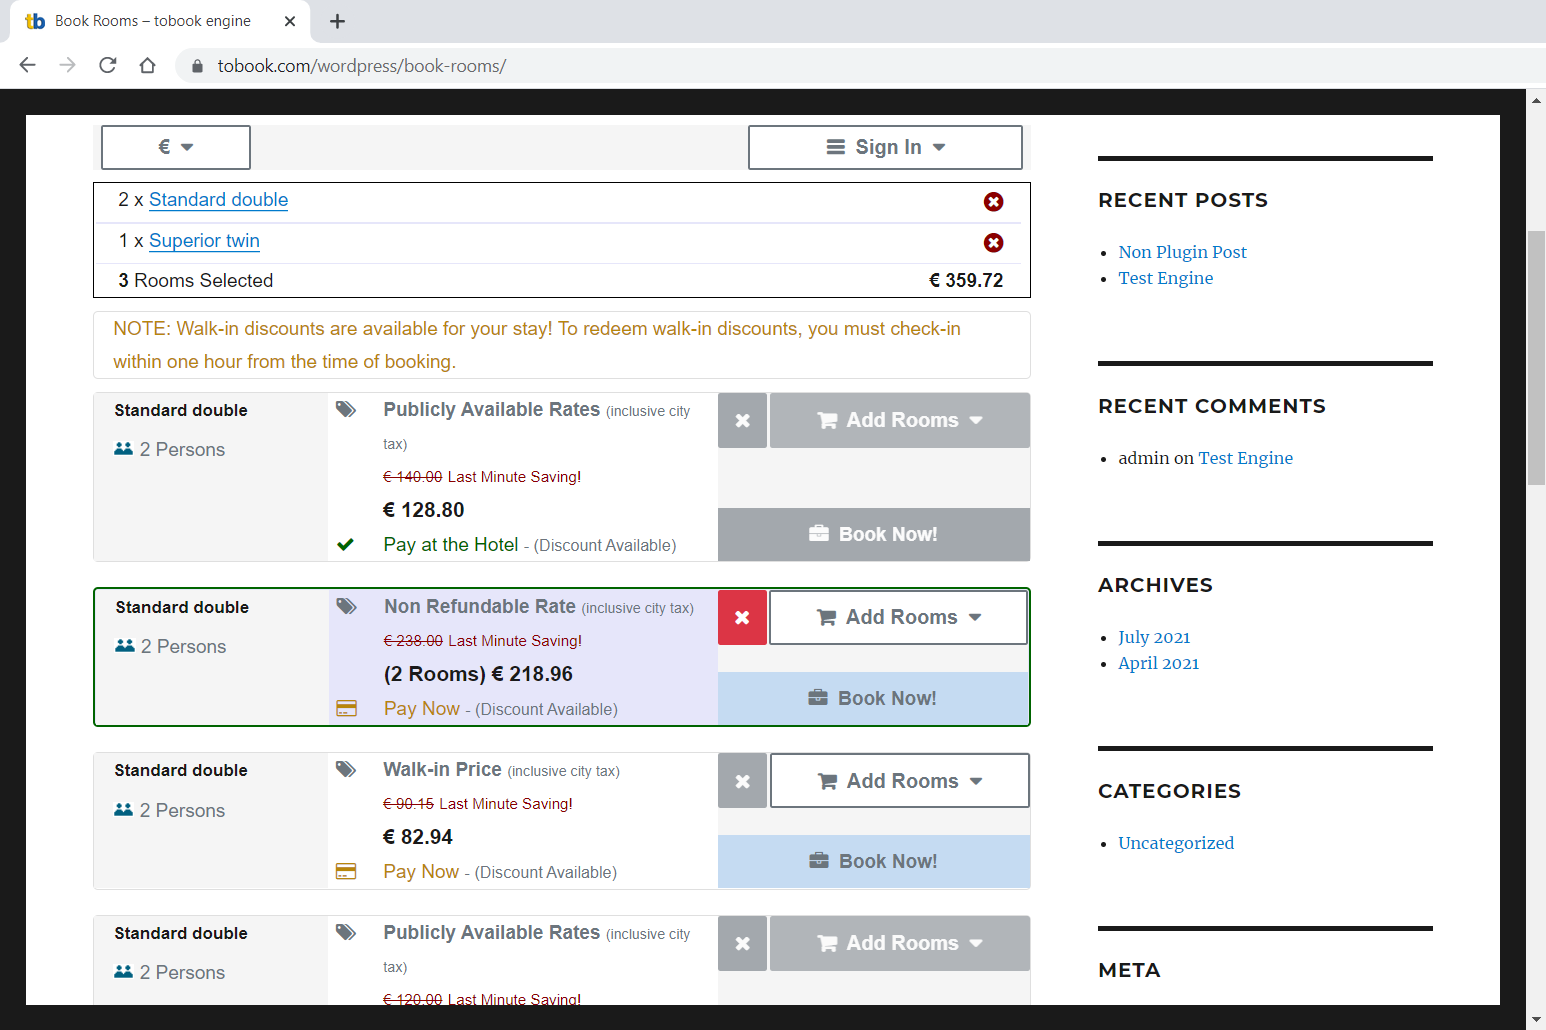 Book Rooms – tobook engine
tobook.com/wordpress/book-rooms/
€
Sign In
2 x Standard double
1 x Superior twin
3 Rooms Selected € 359.72
NOTE: Walk-in discounts are available for your stay! To redeem walk-in discounts, you must check-in
within one hour from the time of booking.
Standard double
2 Persons
Publicly Available Rates (inclusive city
tax)
€ 140.00 Last Minute Saving!
€ 128.80
Pay at the Hotel - (Discount Available)
Add Rooms
Book Now!
Standard double
2 Persons
Non Refundable Rate (inclusive city tax)
€ 238.00 Last Minute Saving!
(2 Rooms) € 218.96
Pay Now - (Discount Available)
Add Rooms
Book Now!
Standard double
2 Persons
Walk-in Price (inclusive city tax)
€ 90.15 Last Minute Saving!
€ 82.94
Pay Now - (Discount Available)
Add Rooms
Book Now!
Standard double
2 Persons
Publicly Available Rates (inclusive city
tax)
€ 120.00 Last Minute Saving!
Add Rooms
RECENT POSTS
Non Plugin Post
Test Engine
RECENT COMMENTS
admin on Test Engine
ARCHIVES
July 2021
April 2021
CATEGORIES
Uncategorized
META